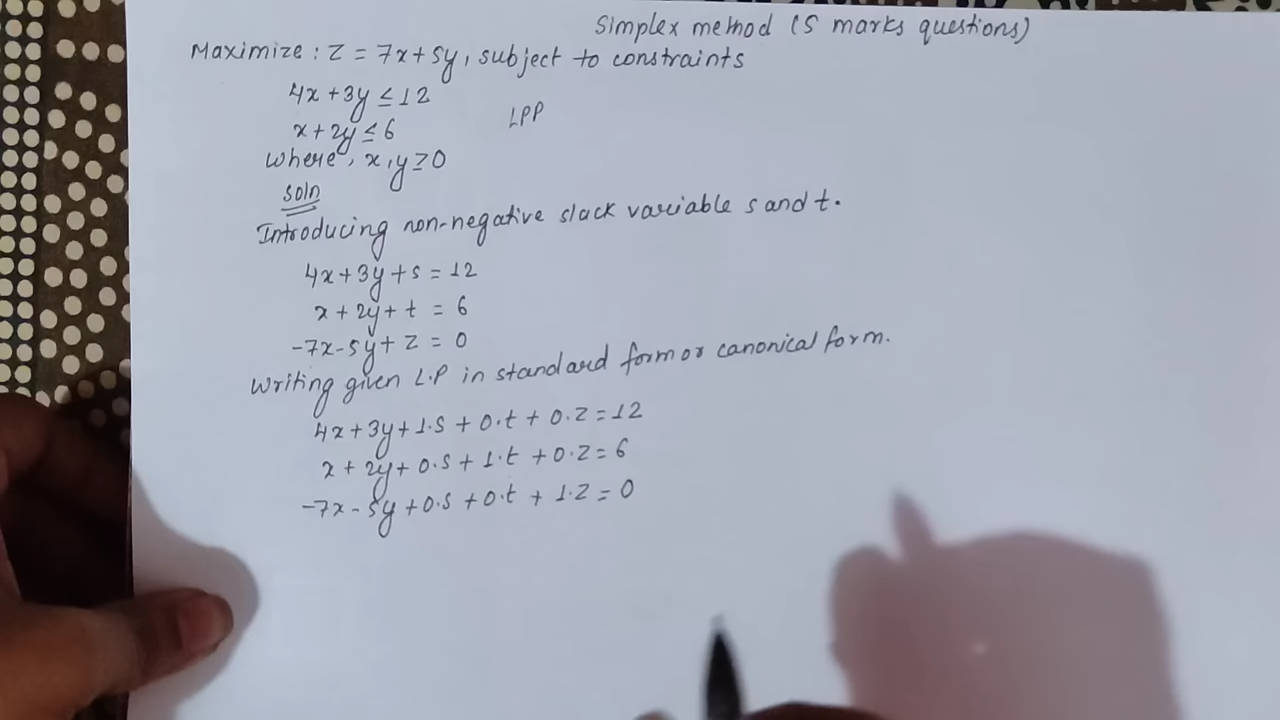 Simplex method (5 marks questions)
Maximize : Z = 7x+5y, subject to constraints
4x+3y ≤ 12
x+2y ≤ 6
LPP
where, x,y ≥ 0
Soln
Introducing non-negative slack variable s and t.
4x+3y+s = 12
x+2y+t = 6
-7x-5y+Z = 0
Writing given L.P in standard form or canonical form.
4x+3y+1.S+0.t+0.Z=12
x+2y+0.S+1.t+0.Z=6
-7x-5y+0.S+0.t+1.Z=0